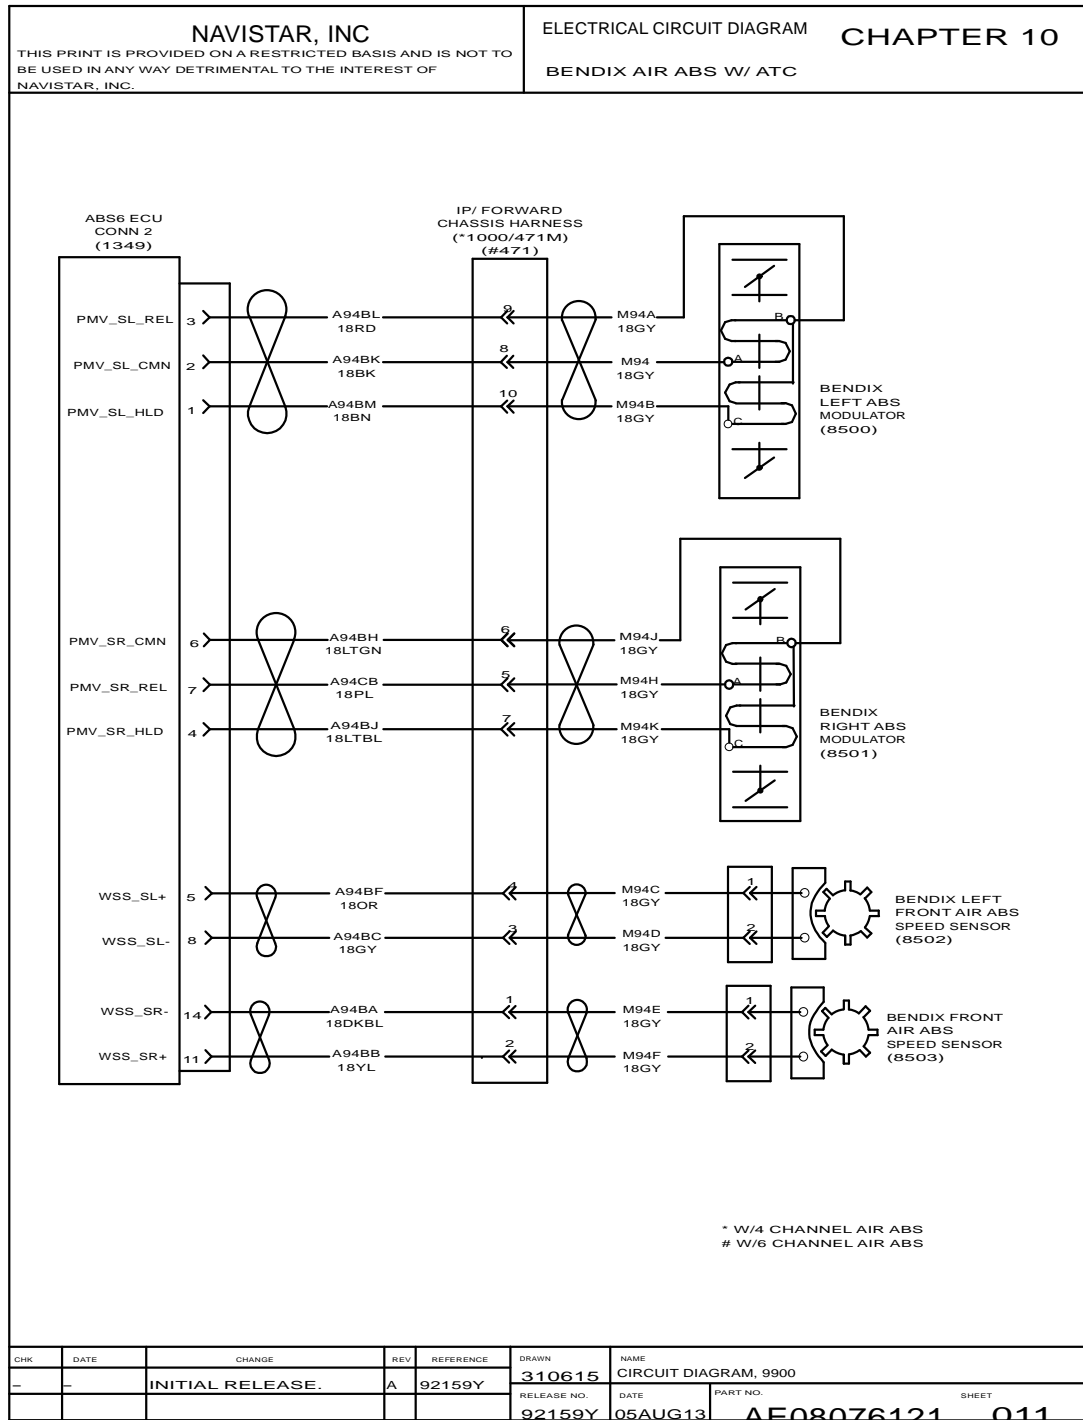 NAVISTAR, INC
THIS PRINT IS PROVIDED ON A RESTRICTED BASIS AND IS NOT TO
BE USED IN ANY WAY DETRIMENTAL TO THE INTEREST OF
NAVISTAR, INC.
ELECTRICAL CIRCUIT DIAGRAM
CHAPTER 10
BENDIX AIR ABS W/ ATC
ABS6 ECU
CONN 2
(1349)
IP/ FORWARD
CHASSIS HARNESS
(*1000/471M)
(#471)
PMV_SL_REL 3 A94BL 9 M94A B
18RD 18GY
PMV_SL_CMN 2 A94BK 8 M94 A
18BK 18GY
PMV_SL_HLD 1 A94BM 10 M94B C
18BN 18GY
BENDIX
LEFT ABS
MODULATOR
(8500)
PMV_SR_CMN 6 A94BH 6 M94J B
18LTGN 18GY
PMV_SR_REL 7 A94CB 5 M94H A
18PL 18GY
PMV_SR_HLD 4 A94BJ 7 M94K C
18LTBL 18GY
BENDIX
RIGHT ABS
MODULATOR
(8501)
WSS_SL+ 5 A94BF 4 M94C 1
18OR 18GY
WSS_SL- 8 A94BC 3 M94D 2
18GY 18GY
BENDIX LEFT
FRONT AIR ABS
SPEED SENSOR
(8502)
WSS_SR- 14 A94BA 1 M94E 1
18DKBL 18GY
WSS_SR+ 11 A94BB 2 M94F 2
18YL 18GY
BENDIX FRONT
AIR ABS
SPEED SENSOR
(8503)
* W/4 CHANNEL AIR ABS
# W/6 CHANNEL AIR ABS
CHK DATE CHANGE REV REFERENCE
– – INITIAL RELEASE. A 92159Y
DRAWN
310615
NAME
CIRCUIT DIAGRAM, 9900
RELEASE NO.
92159Y
DATE
05AUG13
PART NO.
AE08076121
SHEET
011